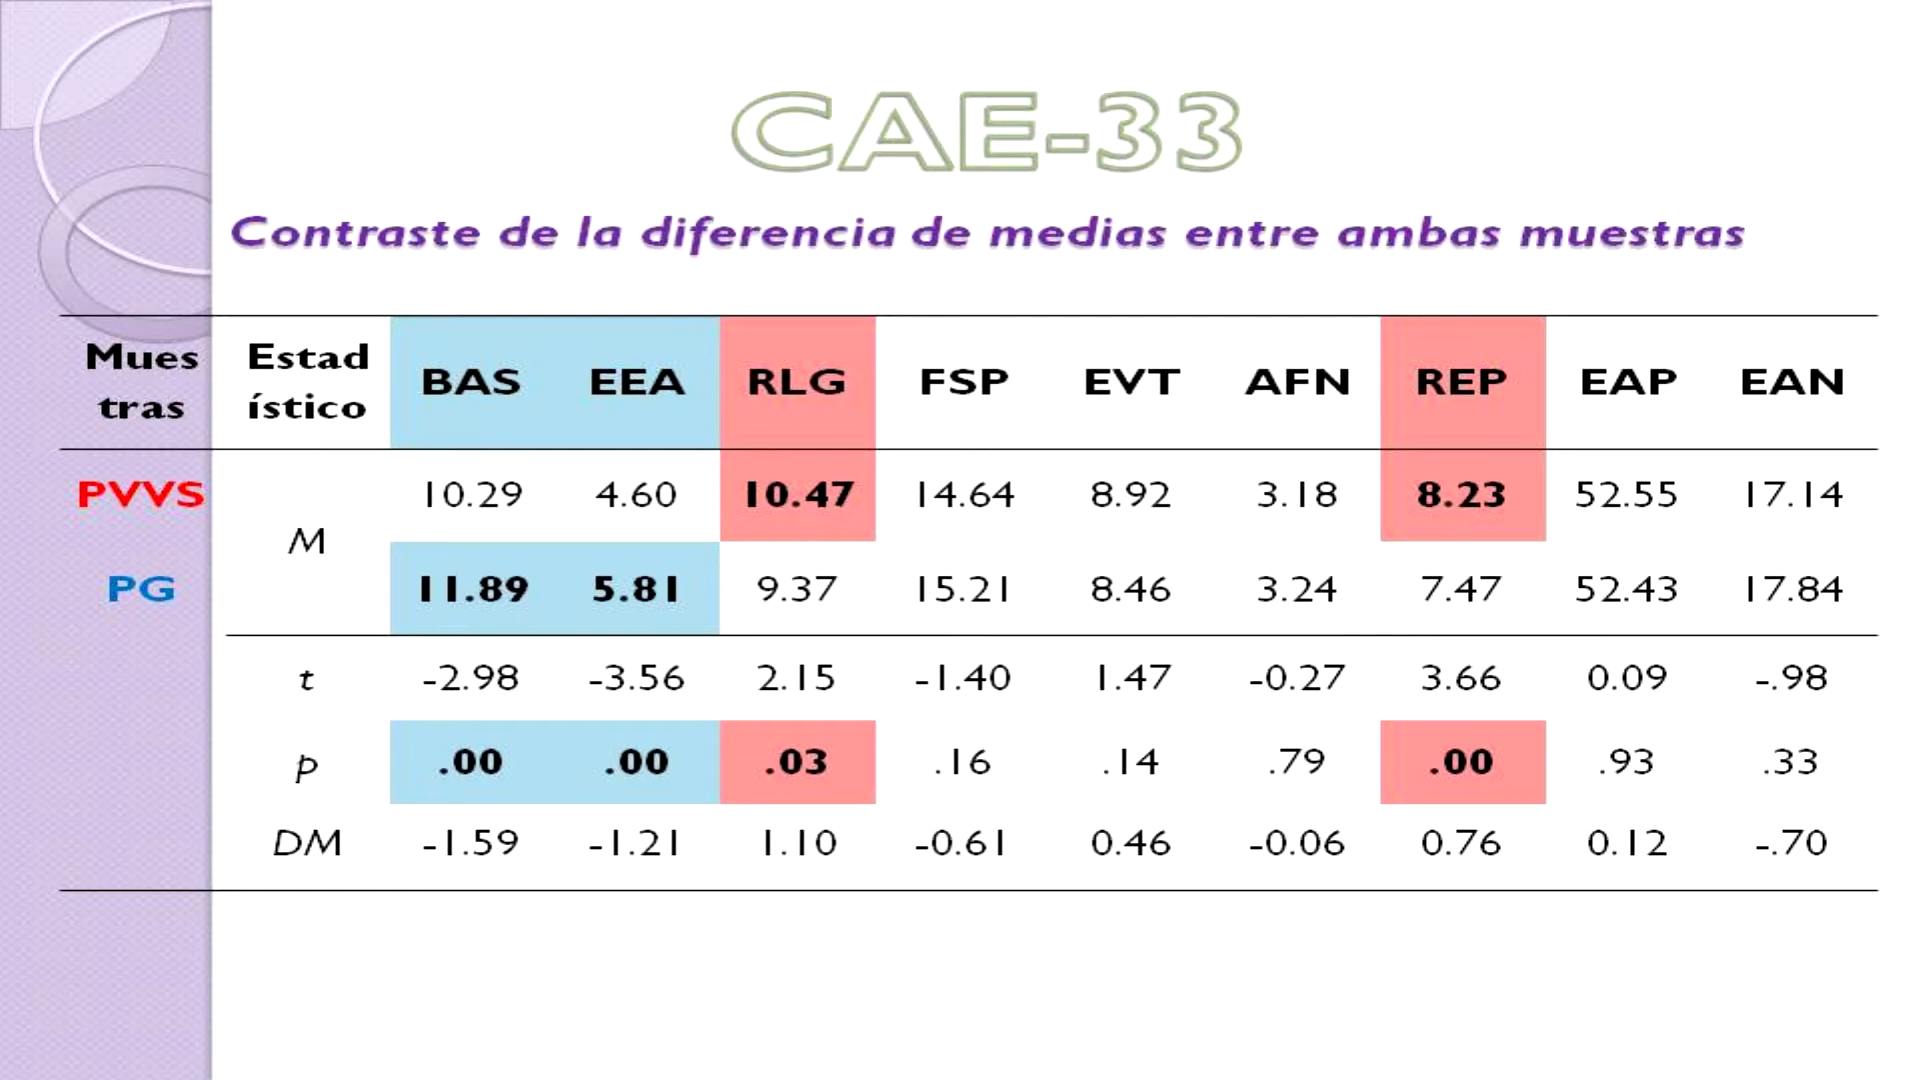 CAE-33
Contraste de la diferencia de medias entre ambas muestras
Mues
tras
Estad
ístico
BAS EEA RLG FSP EVT AFN REP EAP EAN
PVVS 10.29 4.60 10.47 14.64 8.92 3.18 8.23 52.55 17.14
M
PG 11.89 5.81 9.37 15.21 8.46 3.24 7.47 52.43 17.84
t -2.98 -3.56 2.15 -1.40 1.47 -0.27 3.66 0.09 -.98
p .00 .00 .03 .16 .14 .79 .00 .93 .33
DM -1.59 -1.21 1.10 -0.61 0.46 -0.06 0.76 0.12 -.70